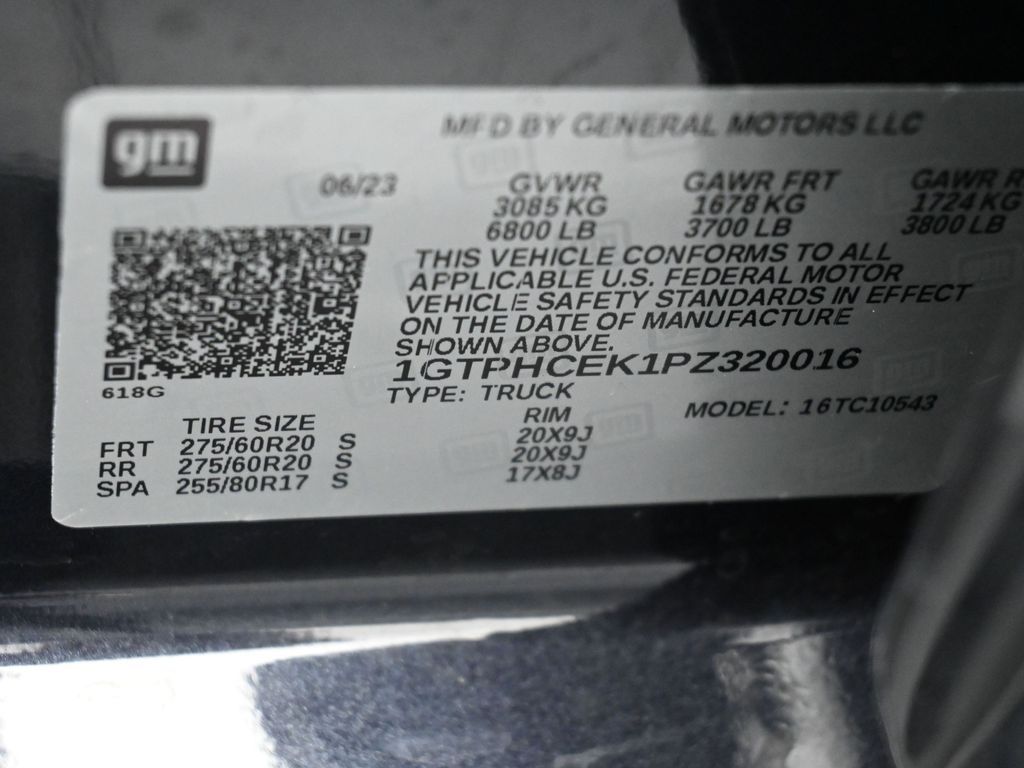 gm
MFD BY GENERAL MOTORS LLC
06/23 GVWR GAWR FRT GAWR R
3085 KG 1678 KG 1724 KG
6800 LB 3700 LB 3800 LB
THIS VEHICLE CONFORMS TO ALL
APPLICABLE U.S. FEDERAL MOTOR
VEHICLE SAFETY STANDARDS IN EFFECT
ON THE DATE OF MANUFACTURE
SHOWN ABOVE.
1GTPHCEK1PZ320016
618G
TYPE: TRUCK MODEL: 16TC10543
TIRE SIZE RIM
FRT 275/60R20 S 20X9J
RR 275/60R20 S 20X9J
SPA 255/80R17 S 17X8J